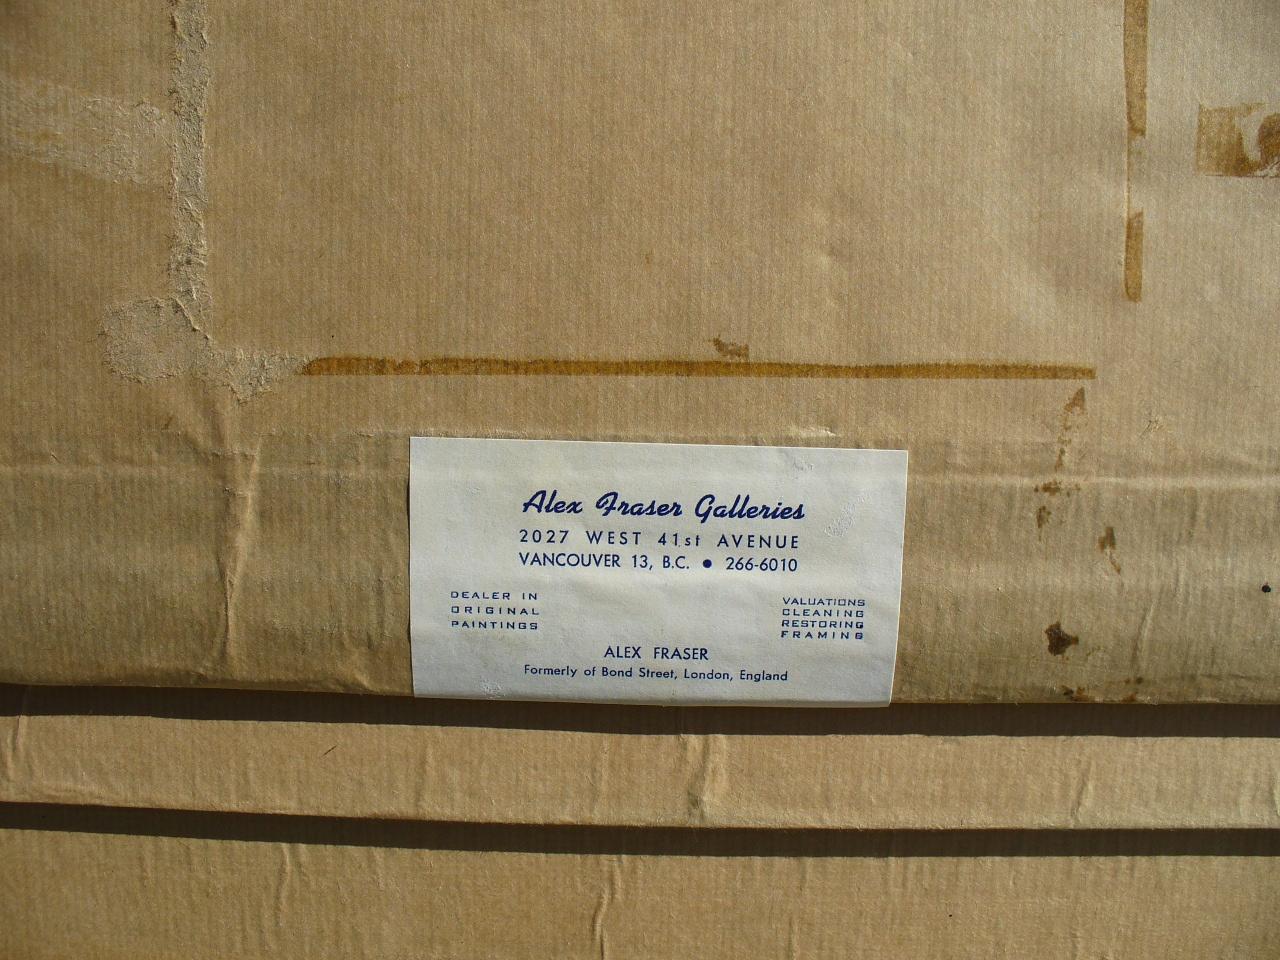 Alex Fraser Galleries
2027 WEST 41st AVENUE
VANCOUVER 13, B.C. • 266-6010
DEALER IN
ORIGINAL
PAINTINGS
VALUATIONS
CLEANING
RESTORING
FRAMING
ALEX FRASER
Formerly of Bond Street, London, England